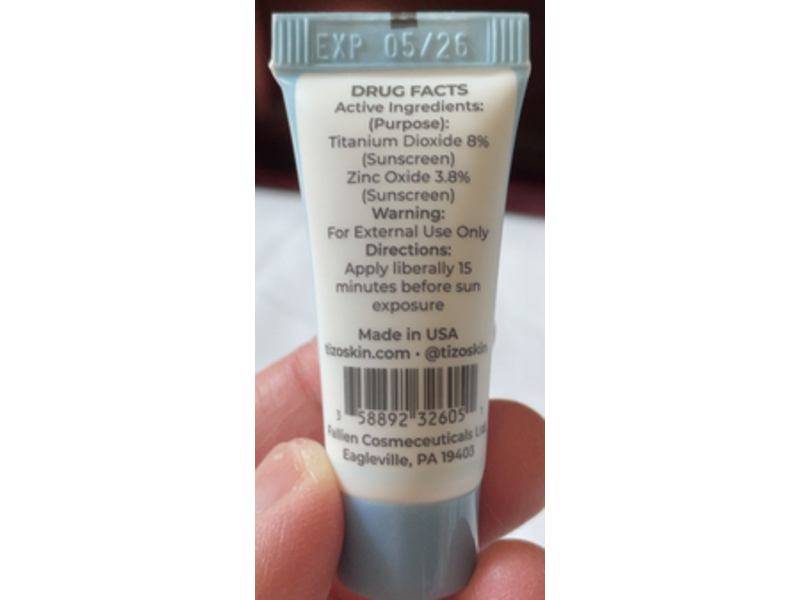 EXP 05/26
DRUG FACTS
Active Ingredients:
(Purpose):
Titanium Dioxide 8%
(Sunscreen)
Zinc Oxide 3.8%
(Sunscreen)
Warning:
For External Use Only
Directions:
Apply liberally 15
minutes before sun
exposure
Made in USA
tizoskin.com • @tizoskin
3 58892 32605 1
Fallien Cosmeceuticals Ltd.
Eagleville, PA 19403